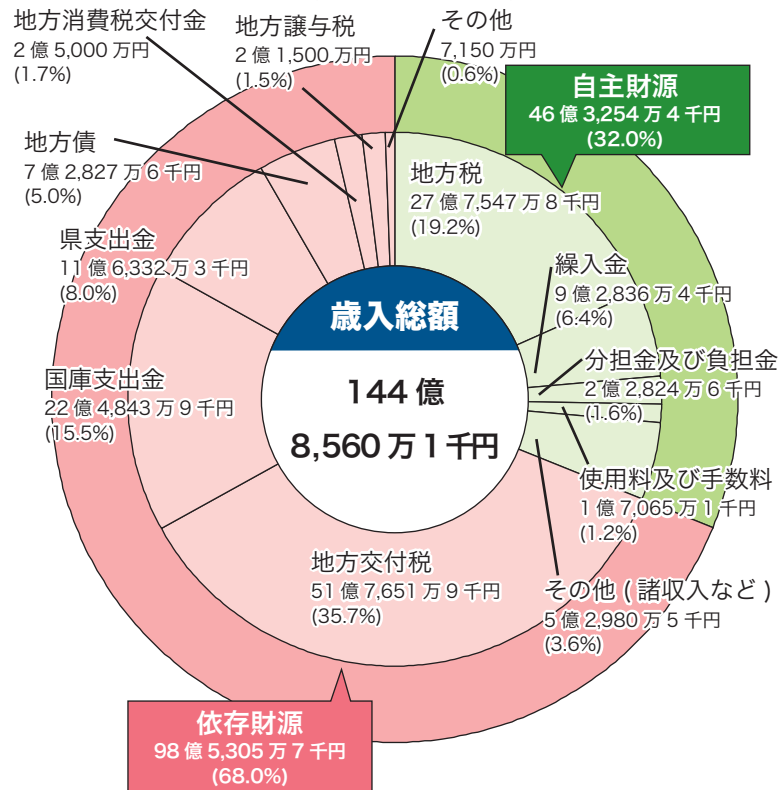 地方消費税交付金
2 億 5,000 万円
(1.7%)
地方譲与税
2 億 1,500 万円
(1.5%)
その他
7,150 万円
(0.6%)
自主財源
46 億 3,254 万 4 千円
(32.0%)
地方債
7 億 2,827 万 6 千円
(5.0%)
地方税
27 億 7,547 万 8 千円
(19.2%)
県支出金
11 億 6,332 万 3 千円
(8.0%)
繰入金
9 億 2,836 万 4 千円
(6.4%)
歳入総額
144 億
8,560 万 1 千円
分担金及び負担金
2 億 2,824 万 6 千円
(1.6%)
国庫支出金
22 億 4,843 万 9 千円
(15.5%)
使用料及び手数料
1 億 7,065 万 1 千円
(1.2%)
地方交付税
51 億 7,651 万 9 千円
(35.7%)
その他 ( 諸収入など )
5 億 2,980 万 5 千円
(3.6%)
依存財源
98 億 5,305 万 7 千円
(68.0%)